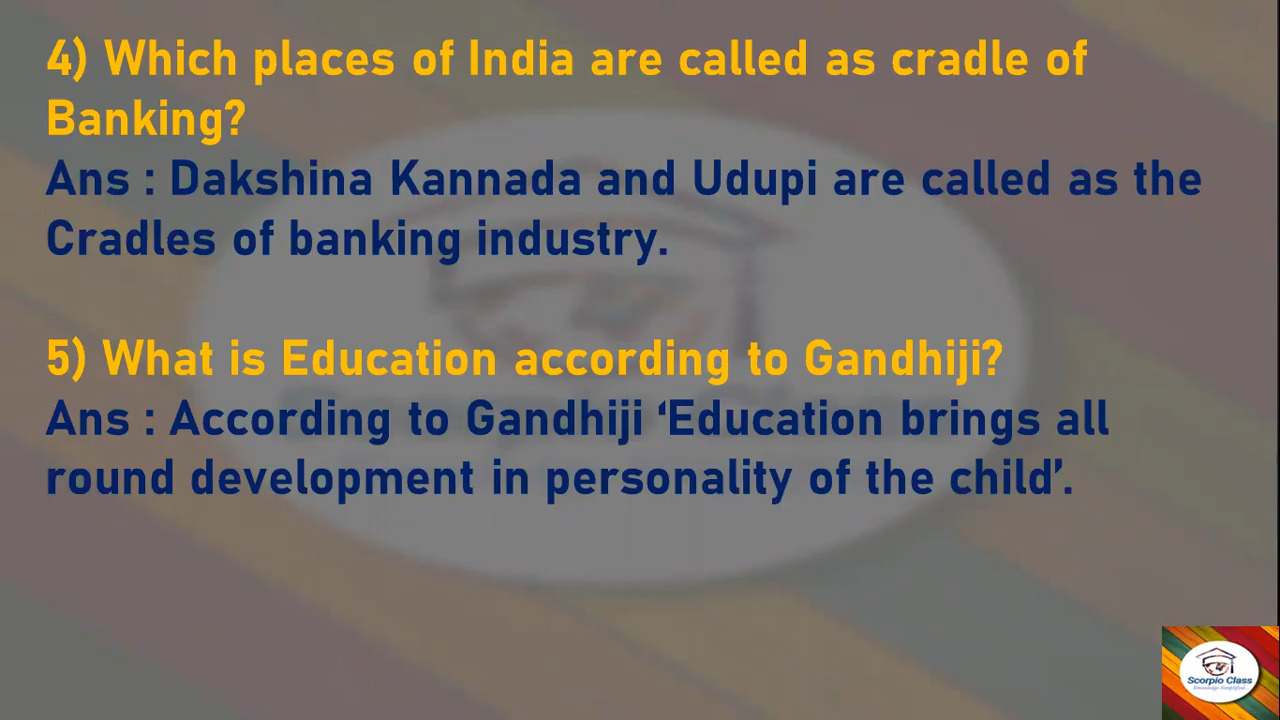 4) Which places of India are called as cradle of
Banking?
Ans : Dakshina Kannada and Udupi are called as the
Cradles of banking industry.
5) What is Education according to Gandhiji?
Ans : According to Gandhiji ‘Education brings all
round development in personality of the child’.
Scorpio Class
Knowledge Simplified